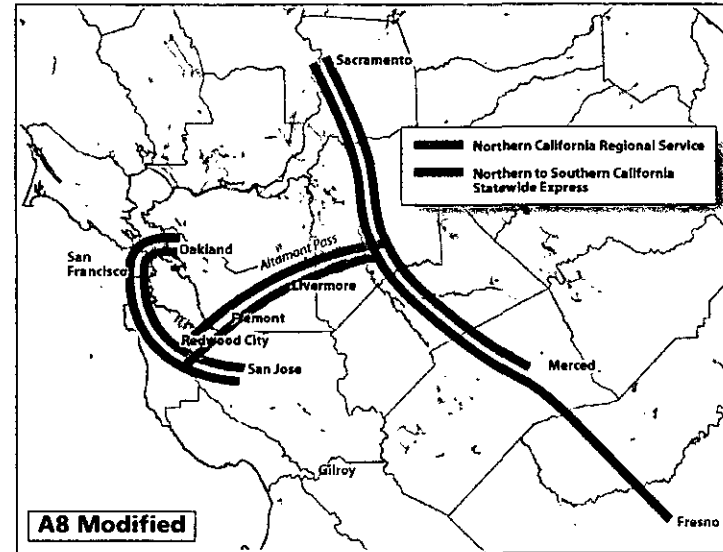 Sacramento
Northern California Regional Service
Northern to Southern California
Statewide Express
San
Francisco
Oakland
Altamont Pass
Livermore
Fremont
Redwood City
San Jose
Merced
Gilroy
Fresno
A8 Modified